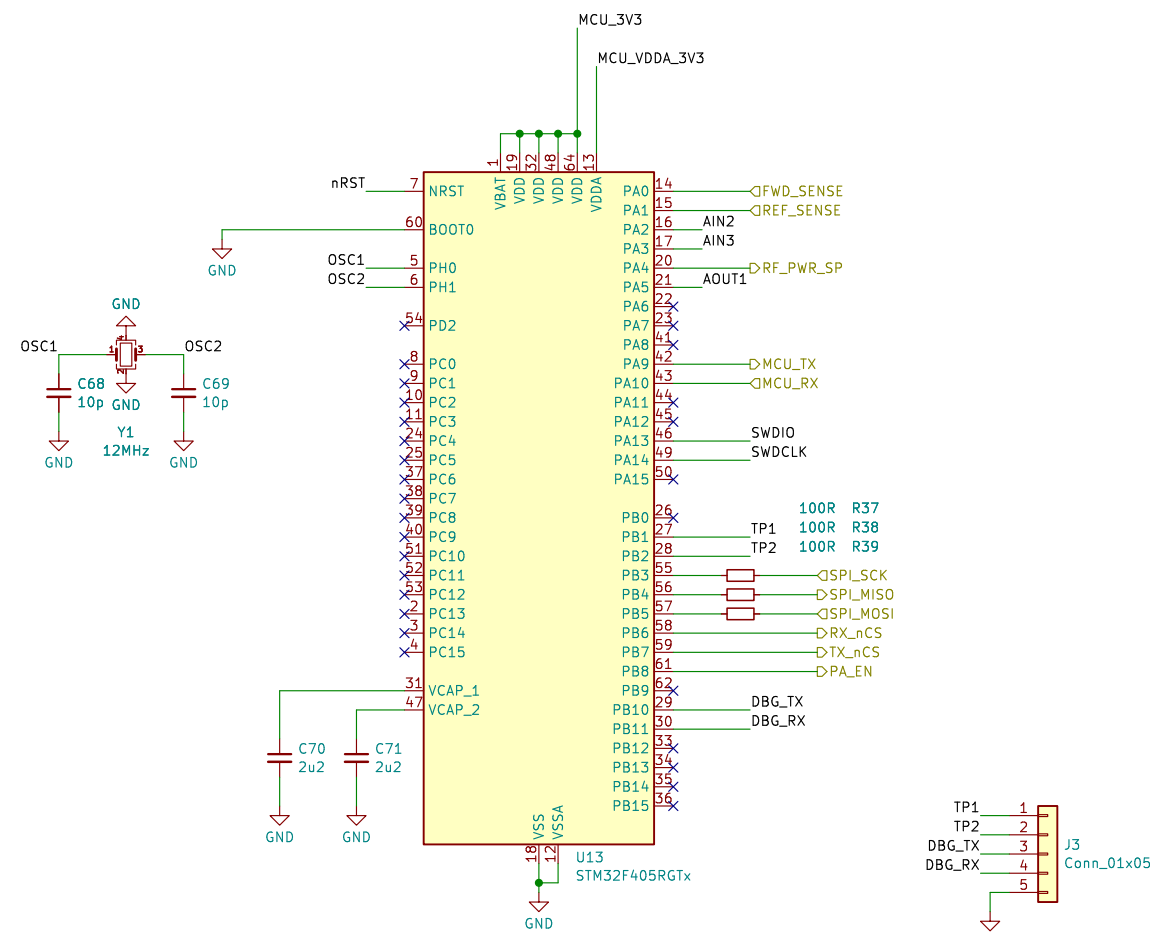 MCU_3V3
MCU_VDDA_3V3
1 19 32 48 64 13
VBAT VDD VDD VDD VDD VDDA
nRST 7 NRST
PA0 14 FWD_SENSE
PA1 15 REF_SENSE
60 BOOT0
PA2 16 AIN2
PA3 17 AIN3
GND
OSC1 5 PH0
PA4 20 RF_PWR_SP
OSC2 6 PH1
PA5 21 AOUT1
PA6 22
54 PD2
PA7 23
PA8 41
GND
OSC1 1 4 3 2 OSC2
C68
10p
GND
C69
10p
Y1
12MHz
GND
GND
8 PC0
PA9 42 MCU_TX
9 PC1
PA10 43 MCU_RX
10 PC2
PA11 44
11 PC3
PA12 45
24 PC4
PA13 46 SWDIO
25 PC5
PA14 49 SWDCLK
37 PC6
PA15 50
38 PC7
100R R37
39 PC8
PB0 26
100R R38
40 PC9
PB1 27 TP1
100R R39
51 PC10
PB2 28 TP2
52 PC11
PB3 55 SPI_SCK
53 PC12
PB4 56 SPI_MISO
2 PC13
PB5 57 SPI_MOSI
3 PC14
PB6 58 RX_nCS
4 PC15
PB7 59 TX_nCS
PB8 61 PA_EN
31 VCAP_1
PB9 62
47 VCAP_2
PB10 29 DBG_TX
PB11 30 DBG_RX
PB12 33
PB13 34
PB14 35
PB15 36
C70
2u2
C71
2u2
GND
GND
VSS VSSA
18 12
U13
STM32F405RGTx
GND
TP1 1
TP2 2
DBG_TX 3
DBG_RX 4
5
J3
Conn_01x05